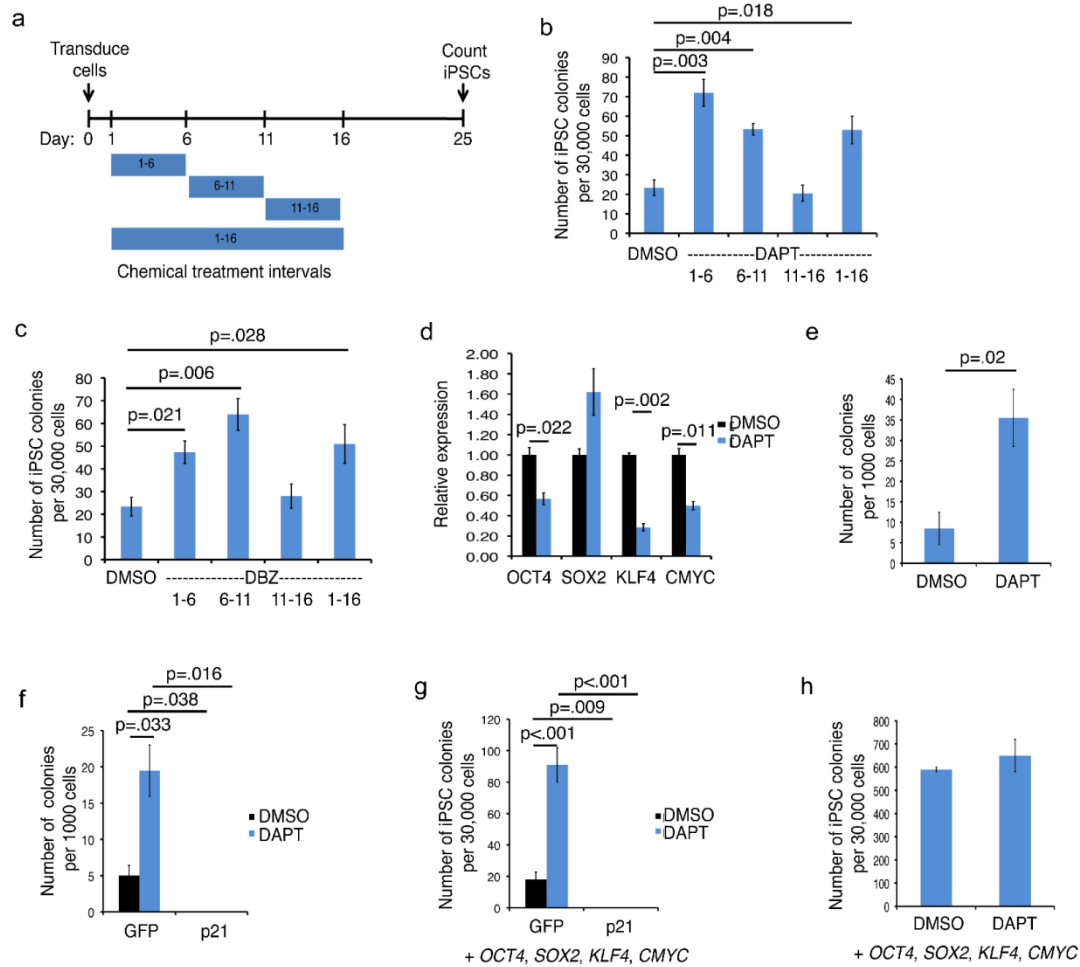 a
Transduce
cells
Count
iPSCs
Day: 0 1 6 11 16 25
1-6
6-11
11-16
1-16
Chemical treatment intervals
b
p=.018
p=.004
p=.003
Number of iPSC colonies
per 30,000 cells
90
80
70
60
50
40
30
20
10
0
DMSO ---------DAPT---------
1-6 6-11 11-16 1-16
c
p=.028
p=.006
p=.021
Number of iPSC colonies
per 30,000 cells
80
70
60
50
40
30
20
10
0
DMSO ---------DBZ---------
1-6 6-11 11-16 1-16
d
Relative expression
2.00
1.80
1.60
1.40
1.20
1.00
0.80
0.60
0.40
0.20
0.00
p=.022
p=.002
p=.011
DMSO
DAPT
OCT4 SOX2 KLF4 CMYC
e
p=.02
Number of colonies
per 1000 cells
45
40
35
30
25
20
15
10
5
0
DMSO DAPT
f
p=.016
p=.038
p=.033
Number of colonies
per 1000 cells
25
20
15
10
5
0
DMSO
DAPT
GFP p21
g
p<.001
p=.009
p<.001
Number of iPSC colonies
per 30,000 cells
120
100
80
60
40
20
0
DMSO
DAPT
GFP p21
+ OCT4, SOX2, KLF4, CMYC
h
Number of iPSC colonies
per 30,000 cells
800
700
600
500
400
300
200
100
0
DMSO DAPT
+ OCT4, SOX2, KLF4, CMYC